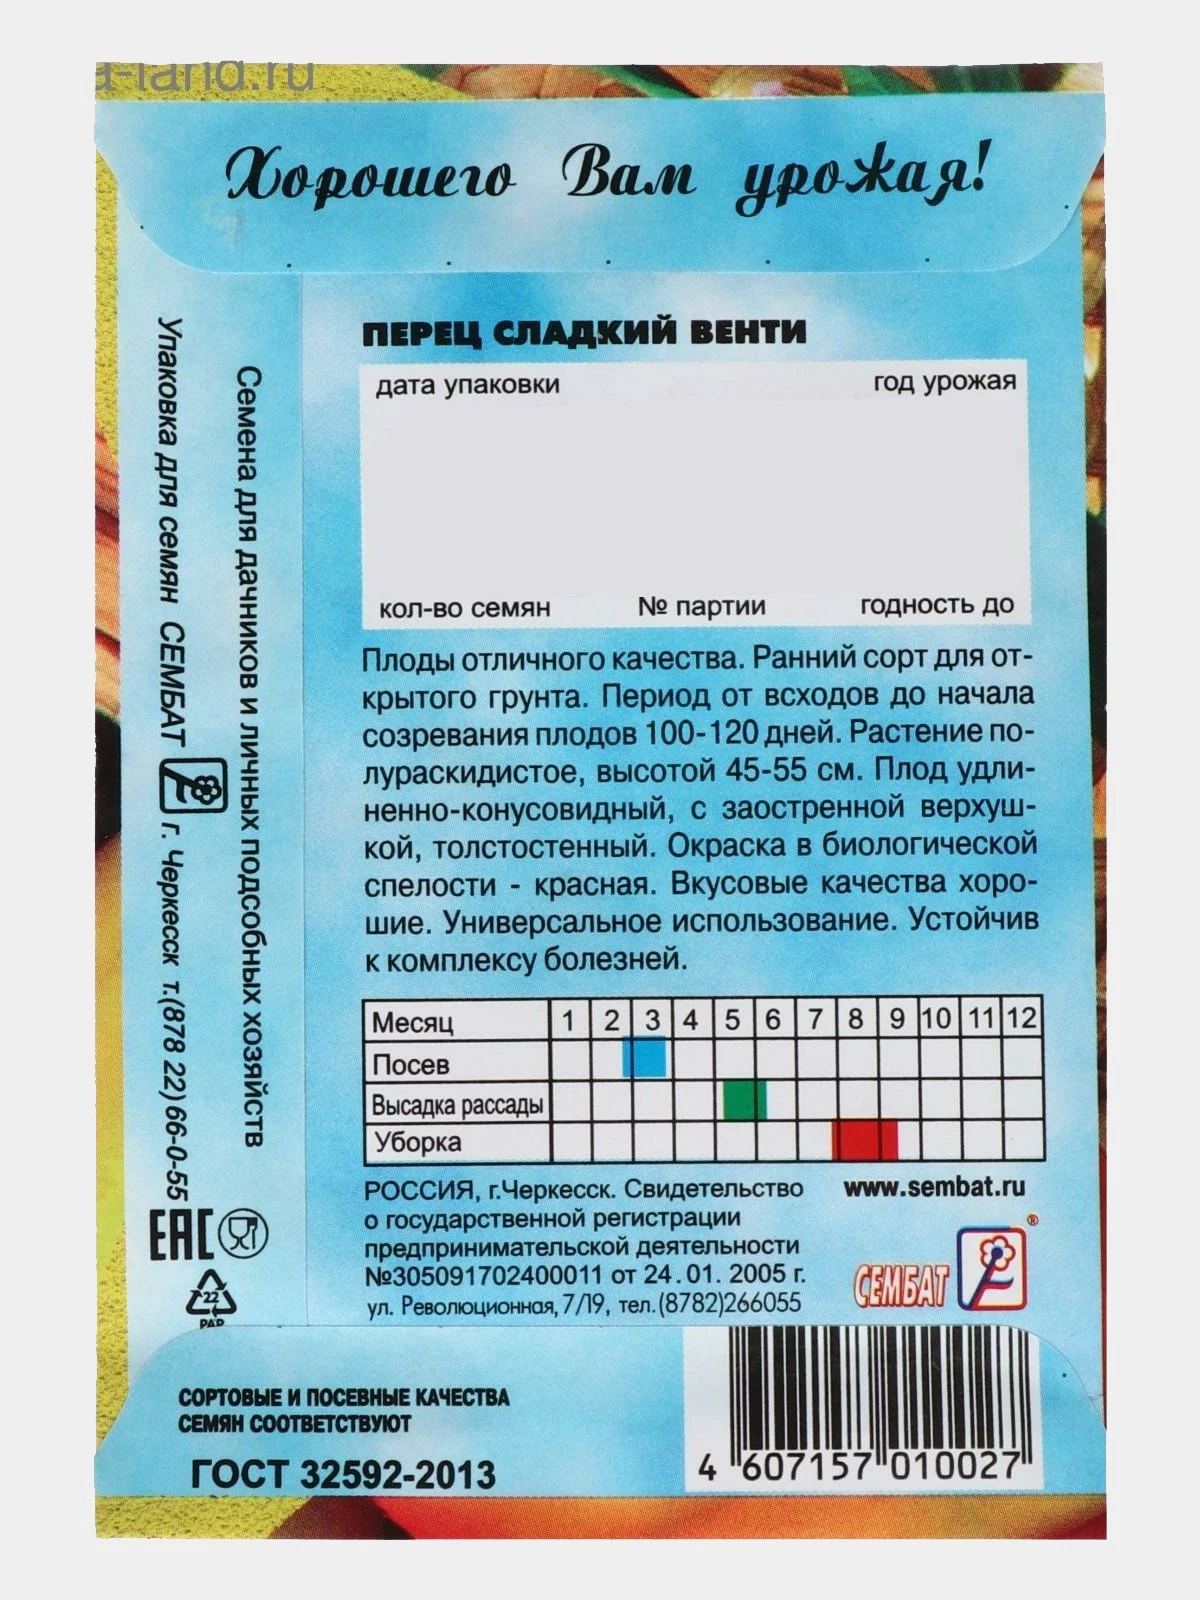 a-land.ru
Хорошего Вам урожая!
Упаковка для семян СЕМБАТ г. Черкесск т.(878 22) 66-0-55
Семена для дачников и личных подсобных хозяйств
ПЕРЕЦ СЛАДКИЙ ВЕНТИ
дата упаковки год урожая
кол-во семян № партии годность до
Плоды отличного качества. Ранний сорт для от-
крытого грунта. Период от всходов до начала
созревания плодов 100-120 дней. Растение по-
лураскидистое, высотой 45-55 см. Плод удли-
ненно-конусовидный, с заостренной верхуш-
кой, толстостенный. Окраска в биологической
спелости - красная. Вкусовые качества хоро-
шие. Универсальное использование. Устойчив
к комплексу болезней.
Месяц 1 2 3 4 5 6 7 8 9 10 11 12
Посев
Высадка рассады
Уборка
РОССИЯ, г.Черкесск. Свидетельство
о государственной регистрации
предпринимательской деятельности
№305091702400011 от 24.01. 2005 г.
ул. Революционная, 7/19, тел.(8782)266055
www.sembat.ru
СЕМБАТ ®
EAC
22
PAP
СОРТОВЫЕ И ПОСЕВНЫЕ КАЧЕСТВА
СЕМЯН СООТВЕТСТВУЮТ
ГОСТ 32592-2013
4 607157 010027